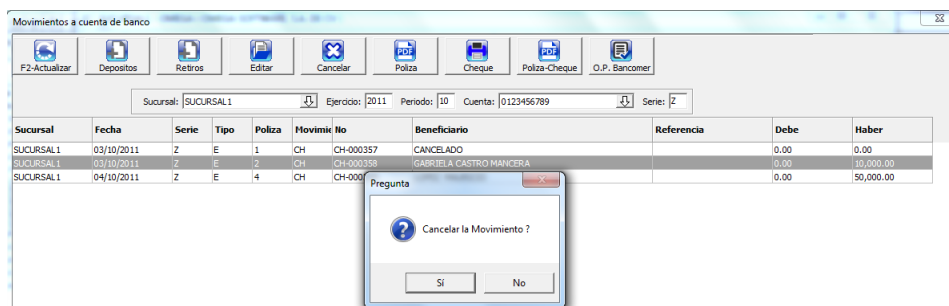 Movimientos a cuenta de banco
F2-Actualizar Depositos Retiros Editar Cancelar Poliza Cheque Poliza-Cheque O.P. Bancomer
PDF PDF
Sucursal: SUCURSAL1 Ejercicio: 2011 Periodo: 10 Cuenta: 0123456789 Serie: Z
Sucursal Fecha Serie Tipo Poliza Movimie No Beneficiario Referencia Debe Haber
SUCURSAL1 03/10/2011 Z E 1 CH CH-000357 CANCELADO 0.00 0.00
SUCURSAL1 03/10/2011 Z E 2 CH CH-000358 GABRIELA CASTRO MANCERA 0.00 10,000.00
SUCURSAL1 04/10/2011 Z E 4 CH CH-000 0.00 50,000.00
Pregunta
Cancelar la Movimiento ?
Sí No